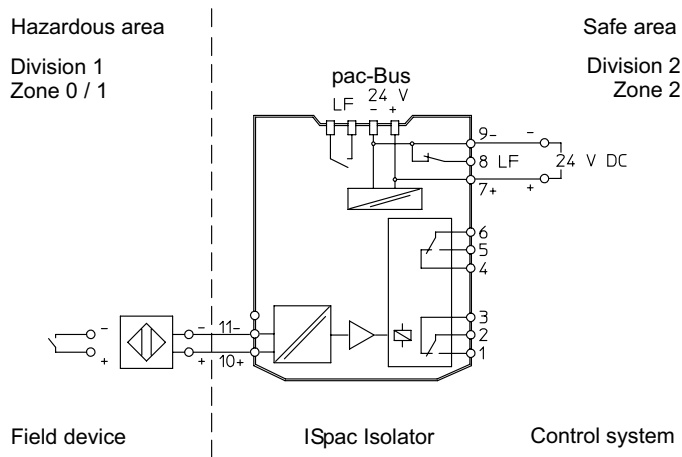 Hazardous area
Safe area
Division 1
Zone 0 / 1
Division 2
Zone 2
pac-Bus
LF 24 V
- +
9-
8 LF
7+
-
24 V DC
+
6
5
4
3
2
1
-
+
-
+
11-
10+
Field device
ISpac Isolator
Control system